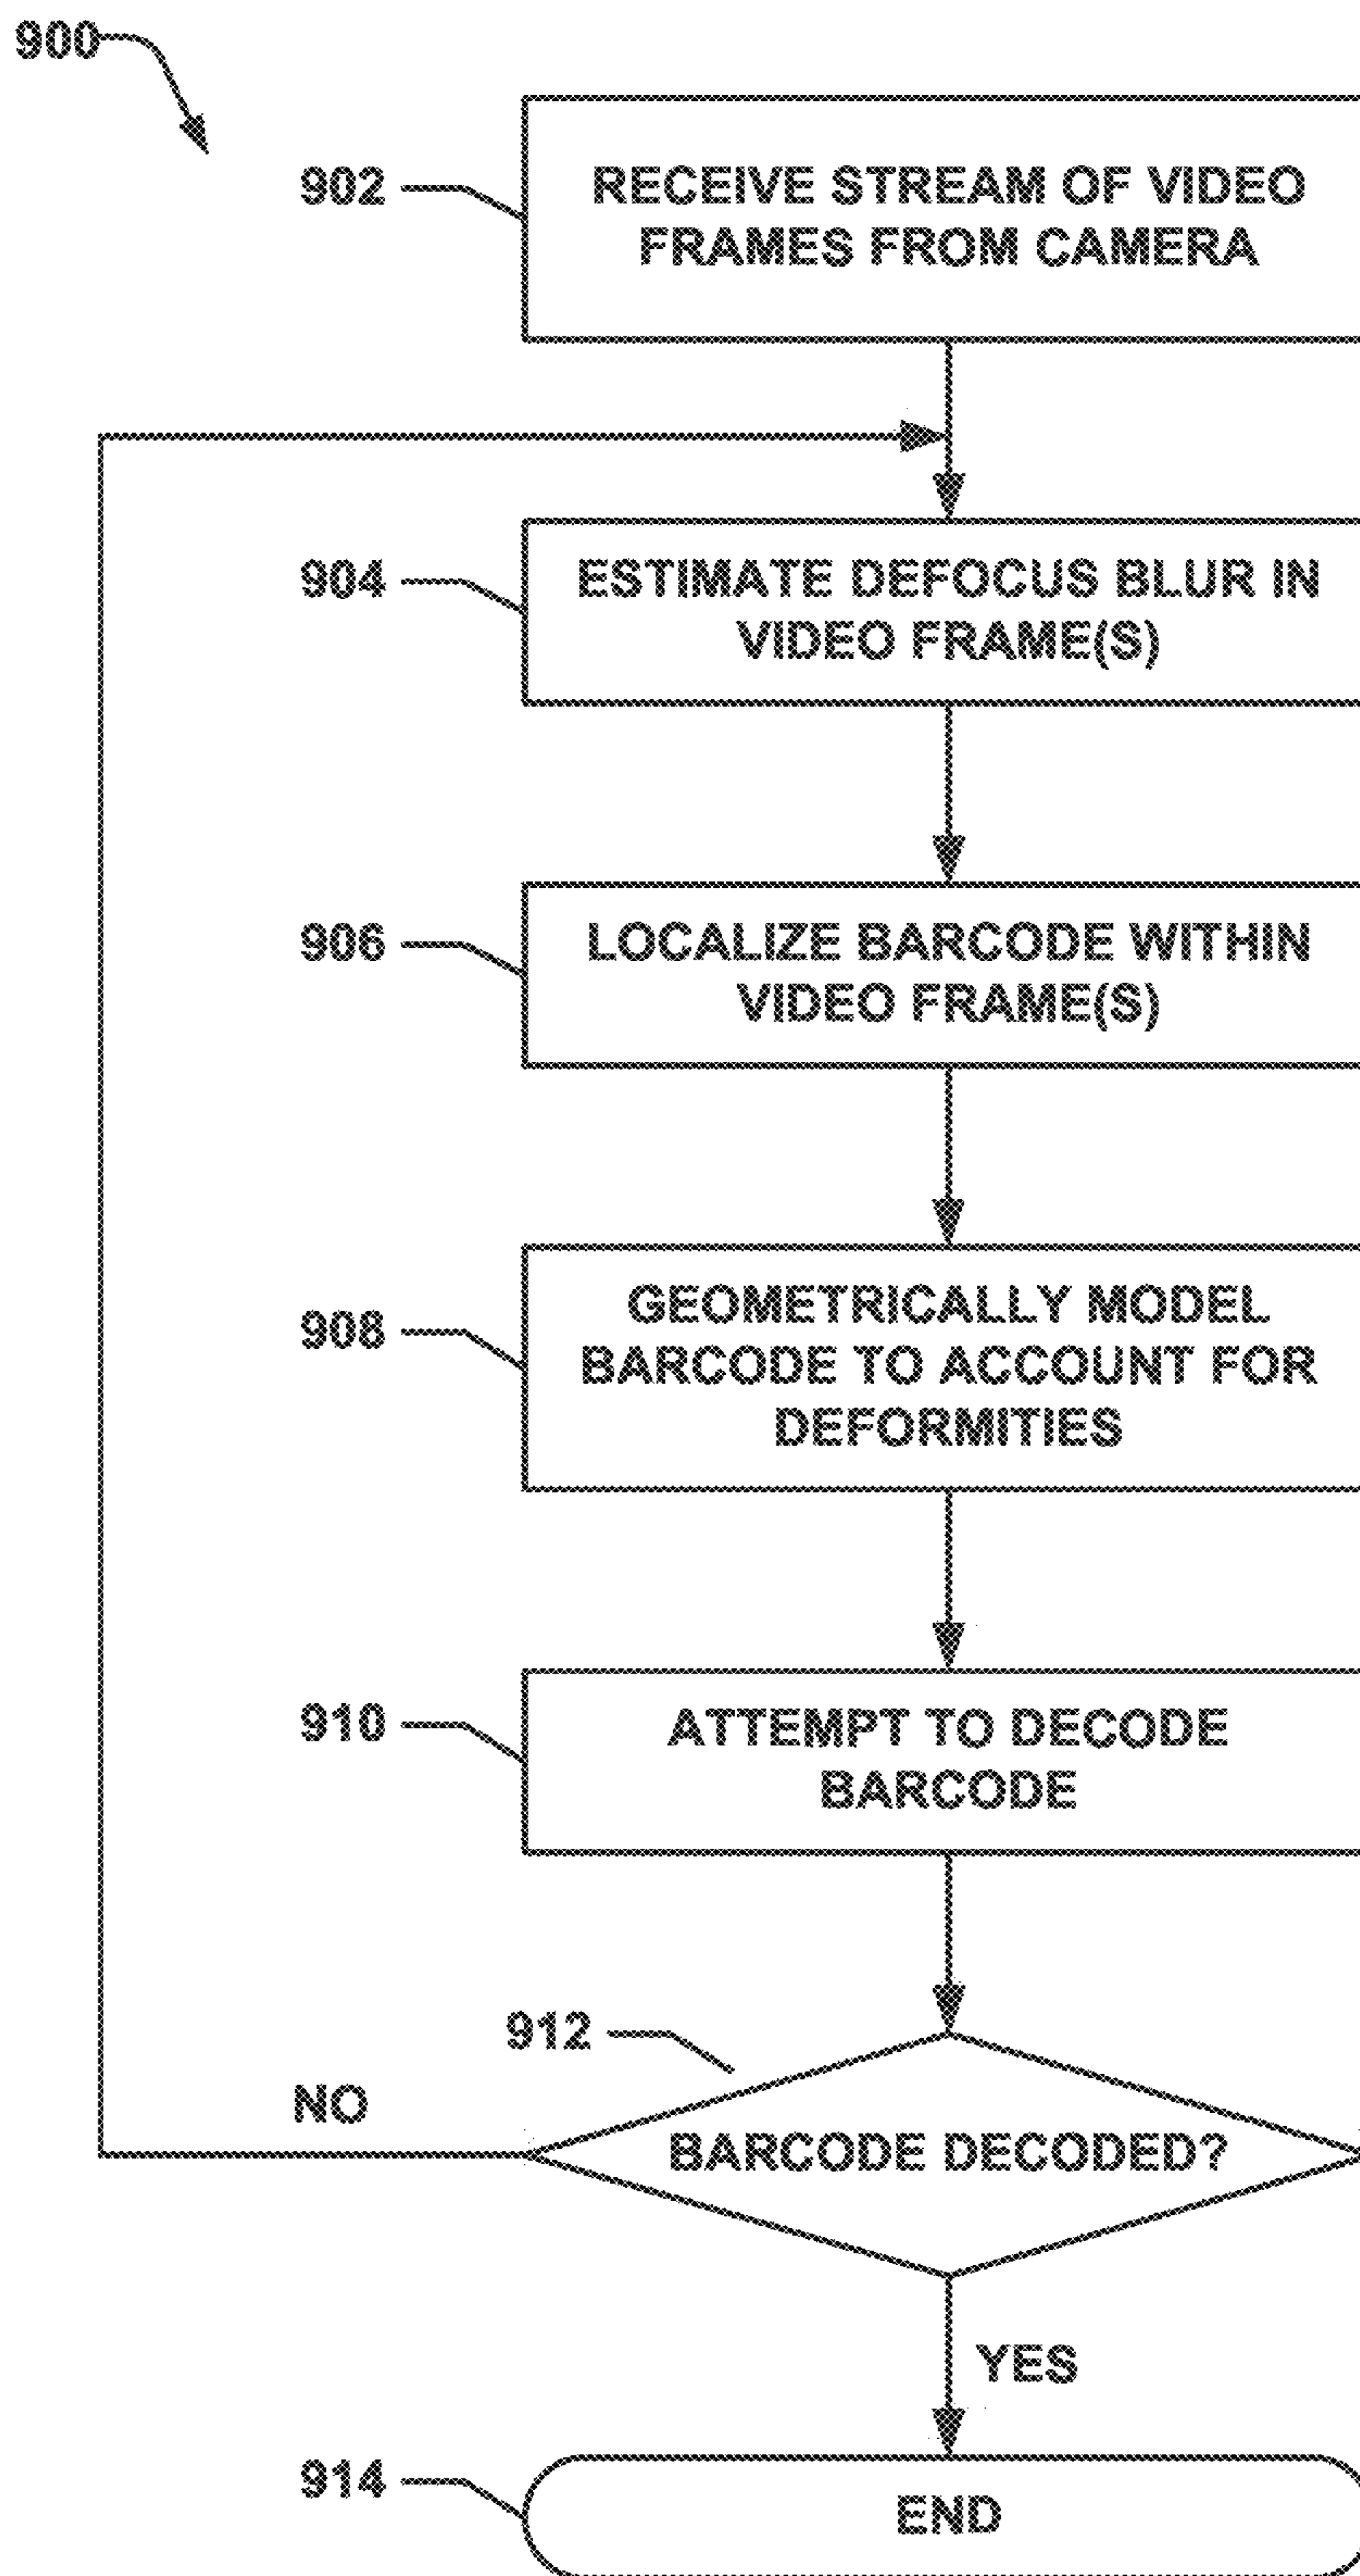 900
902
RECEIVE STREAM OF VIDEO
FRAMES FROM CAMERA
904
ESTIMATE DEFOCUS BLUR IN
VIDEO FRAME(S)
906
LOCALIZE BARCODE WITHIN
VIDEO FRAME(S)
908
GEOMETRICALLY MODEL
BARCODE TO ACCOUNT FOR
DEFORMITIES
910
ATTEMPT TO DECODE
BARCODE
912
NO
BARCODE DECODED?
YES
914
END